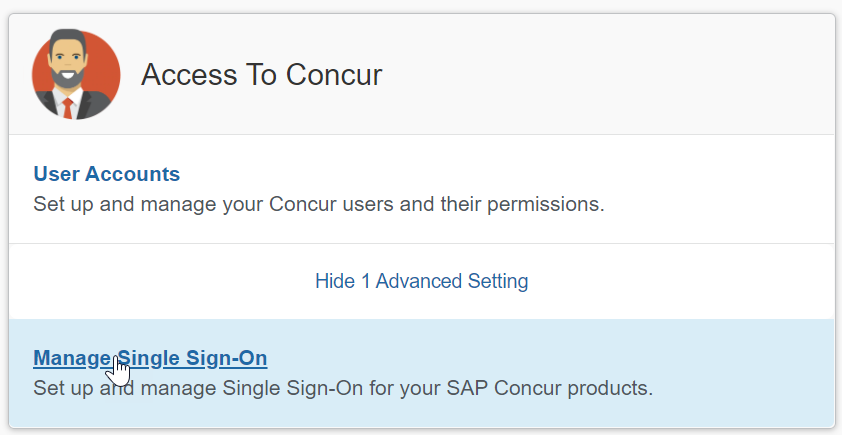 Access To Concur
User Accounts
Set up and manage your Concur users and their permissions.
Hide 1 Advanced Setting
Manage Single Sign-On
Set up and manage Single Sign-On for your SAP Concur products.